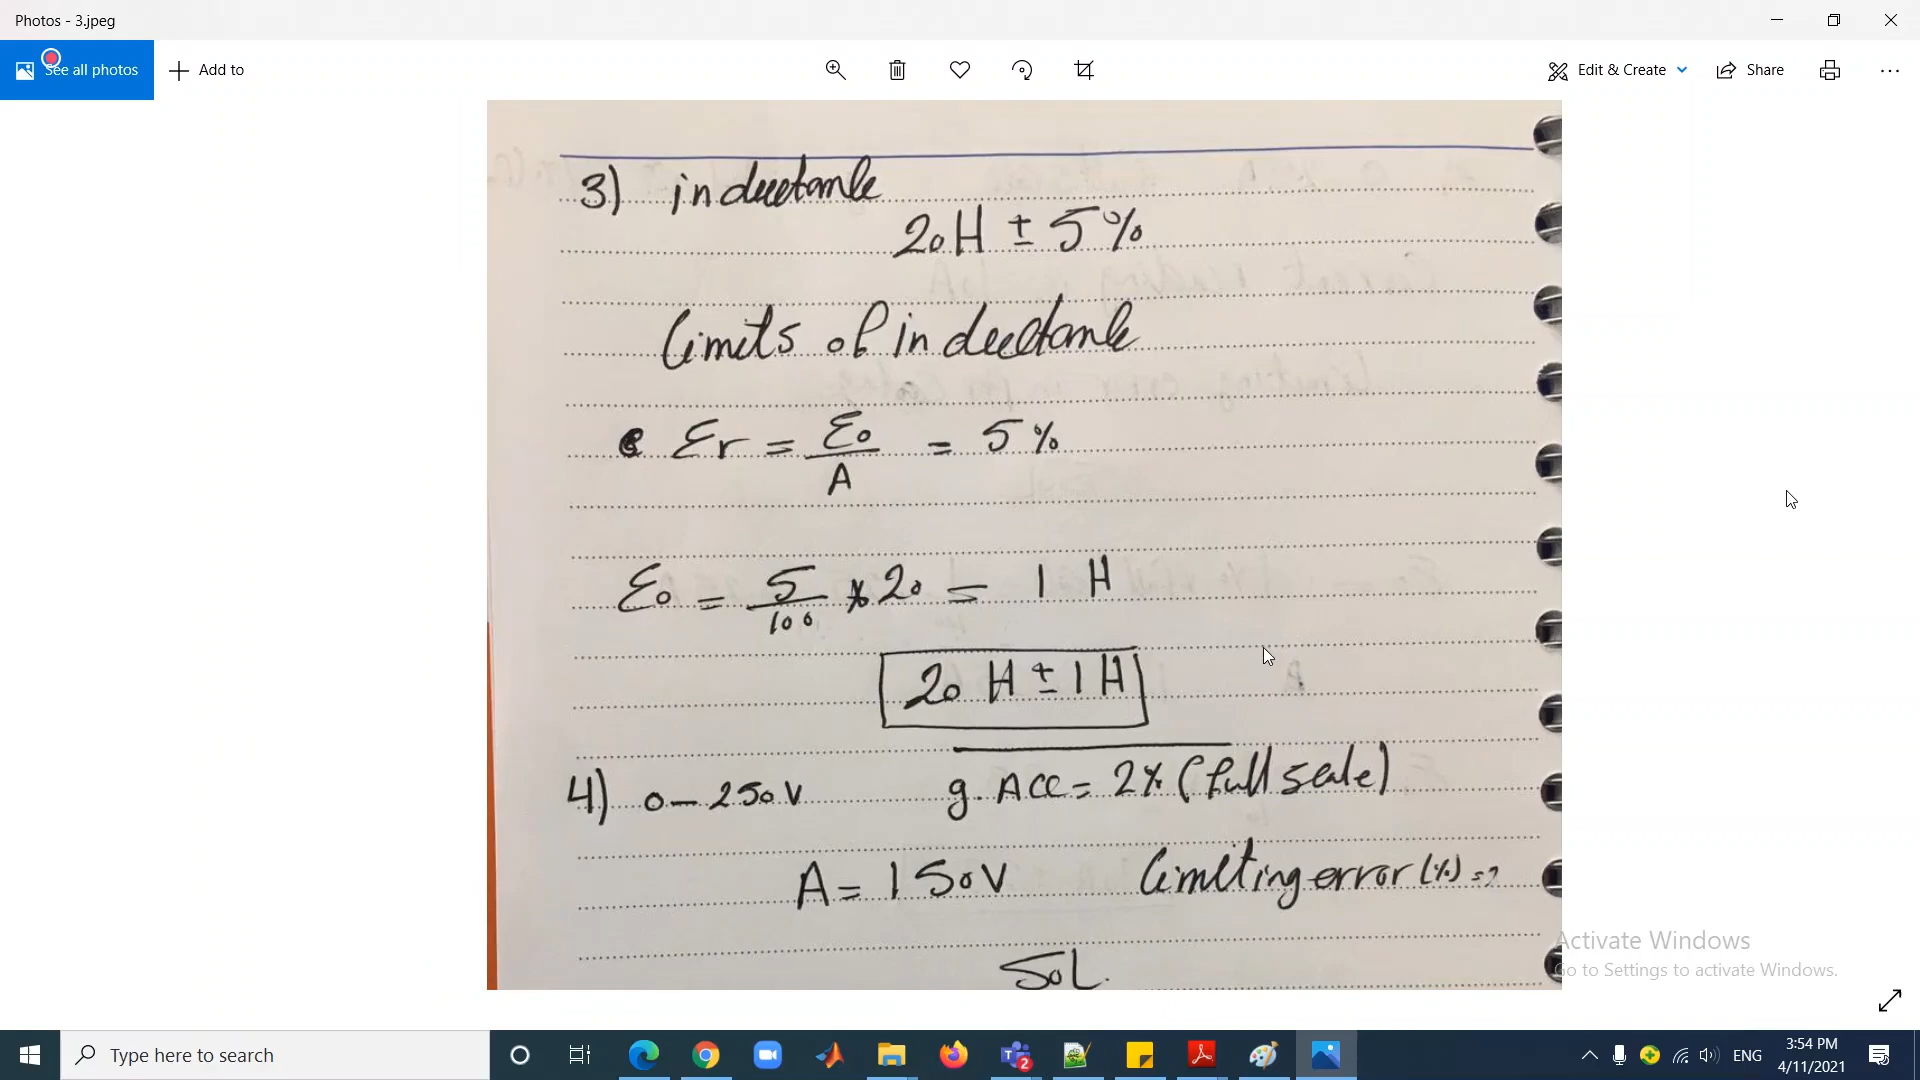 Photos - 3.jpeg
See all photos
Add to
Edit & Create
Share
3) inductance
20 H ± 5 %
limits of inductance
Er = Eo/A = 5 %
Eo = 5/100 * 20 = 1 H
20 H ± 1 H
4) 0 - 250 V g. Acc = 2% (full scale)
A = 150 V limiting error (%) = ?
Sol.
Activate Windows
Go to Settings to activate Windows.
Type here to search
2
ENG
3:54 PM
4/11/2021